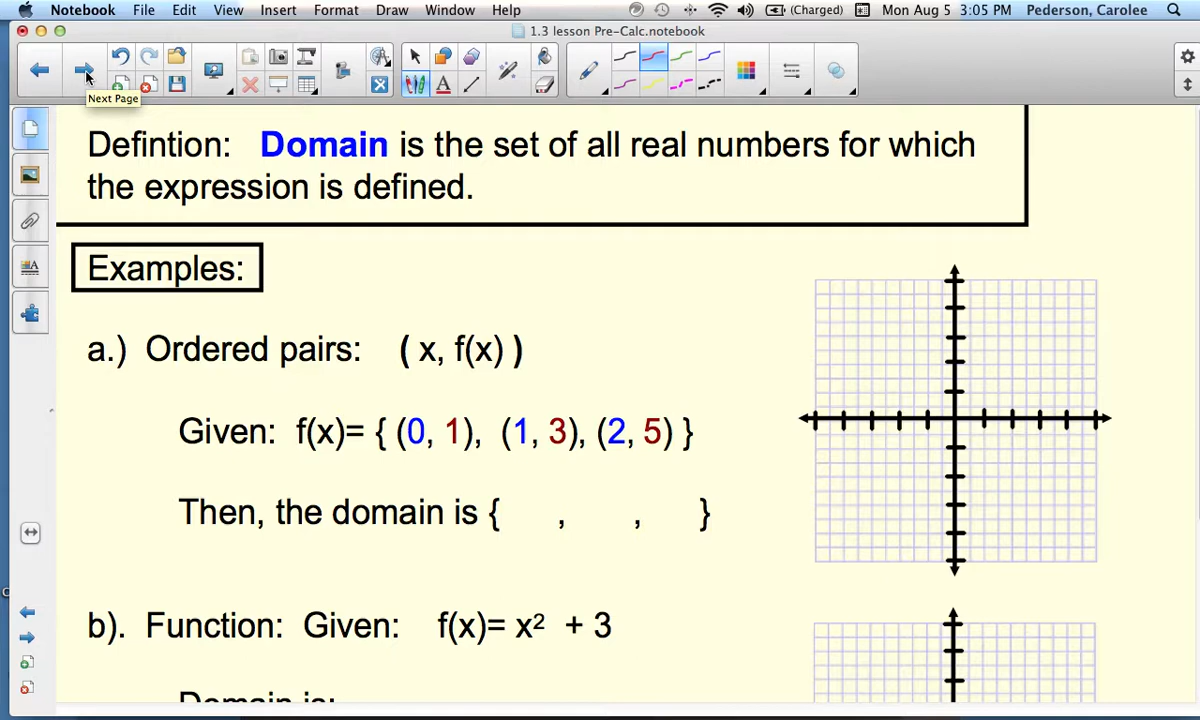 Notebook File Edit View Insert Format Draw Window Help (Charged) Mon Aug 5 3:05 PM Pederson, Carolee
1.3 lesson Pre-Calc.notebook
Next Page
Defintion: Domain is the set of all real numbers for which
the expression is defined.
Examples:
a.) Ordered pairs: ( x, f(x) )
Given: f(x)= { (0, 1), (1, 3), (2, 5) }
Then, the domain is { , , }
b). Function: Given: f(x)= x² + 3
Domain is: